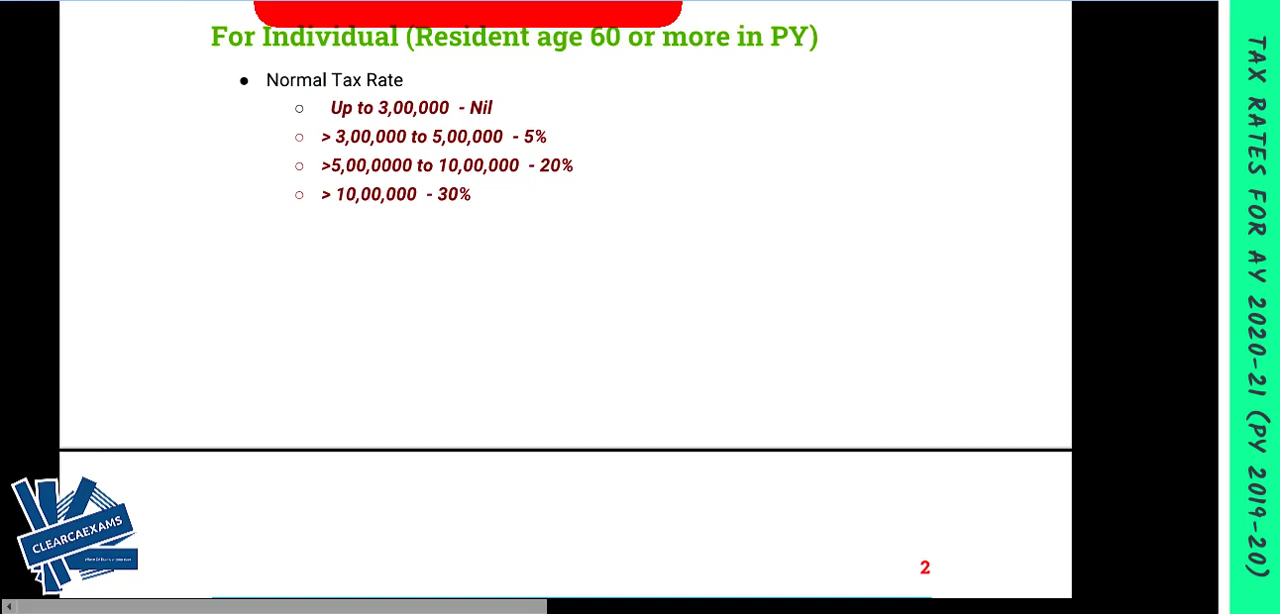 For Individual (Resident age 60 or more in PY)
● Normal Tax Rate
○ Up to 3,00,000 - Nil
○ > 3,00,000 to 5,00,000 - 5%
○ >5,00,0000 to 10,00,000 - 20%
○ > 10,00,000 - 30%
TAX RATES FOR AY 2020-21 (PY 2019-20)
CLEARCAEXAMS
2